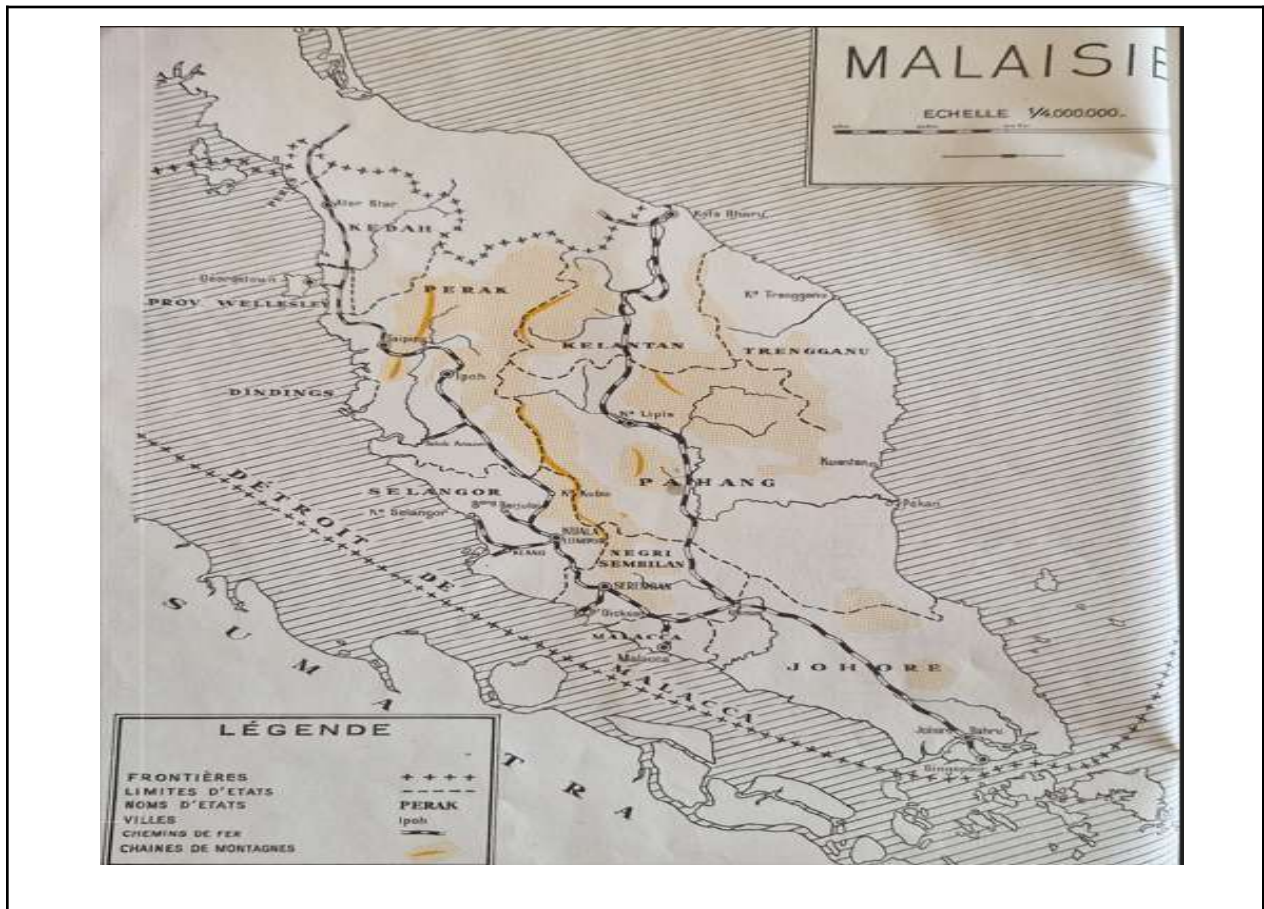 MALAISIE
ECHELLE 1/4.000.000
Alor Star
KEDAH
Kota Bharu
Georgetown
PROV. WELLESLEY
PERAK
Kᵃ Trengganu
Taiping
KELANTAN
TRENGGANU
Ipoh
DINDINGS
Kᵃ Lipis
Kuantan
PAHANG
SELANGOR
Kᵃ Kubu
Kᵃ Selangor
Pekan
KUALA
LUMPUR
KLANG
NEGRI
SEMBILAN
SEREMBAN
Pᵗ Dickson
MALACCA
Malacca
DÉTROIT DE MALACCA
JOHORE
SUMATRA
Johore Bahru
Singapour
LÉGENDE
FRONTIÈRES
LIMITES D'ETATS
NOMS D'ETATS PERAK
VILLES Ipoh
CHEMINS DE FER
CHAINES DE MONTAGNES